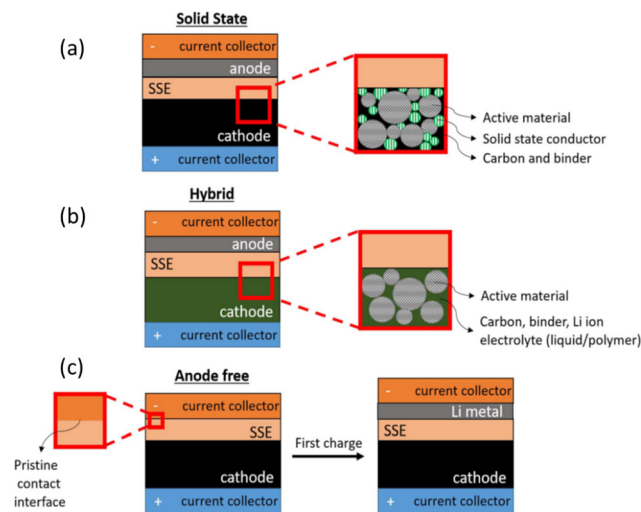 Solid State
(a)
- current collector
anode
SSE
cathode
+ current collector
Active material
Solid state conductor
Carbon and binder
Hybrid
(b)
- current collector
anode
SSE
cathode
+ current collector
Active material
Carbon, binder, Li ion
electrolyte (liquid/polymer)
(c)
Anode free
- current collector
SSE
cathode
+ current collector
Pristine
contact
interface
First charge
- current collector
Li metal
SSE
cathode
+ current collector